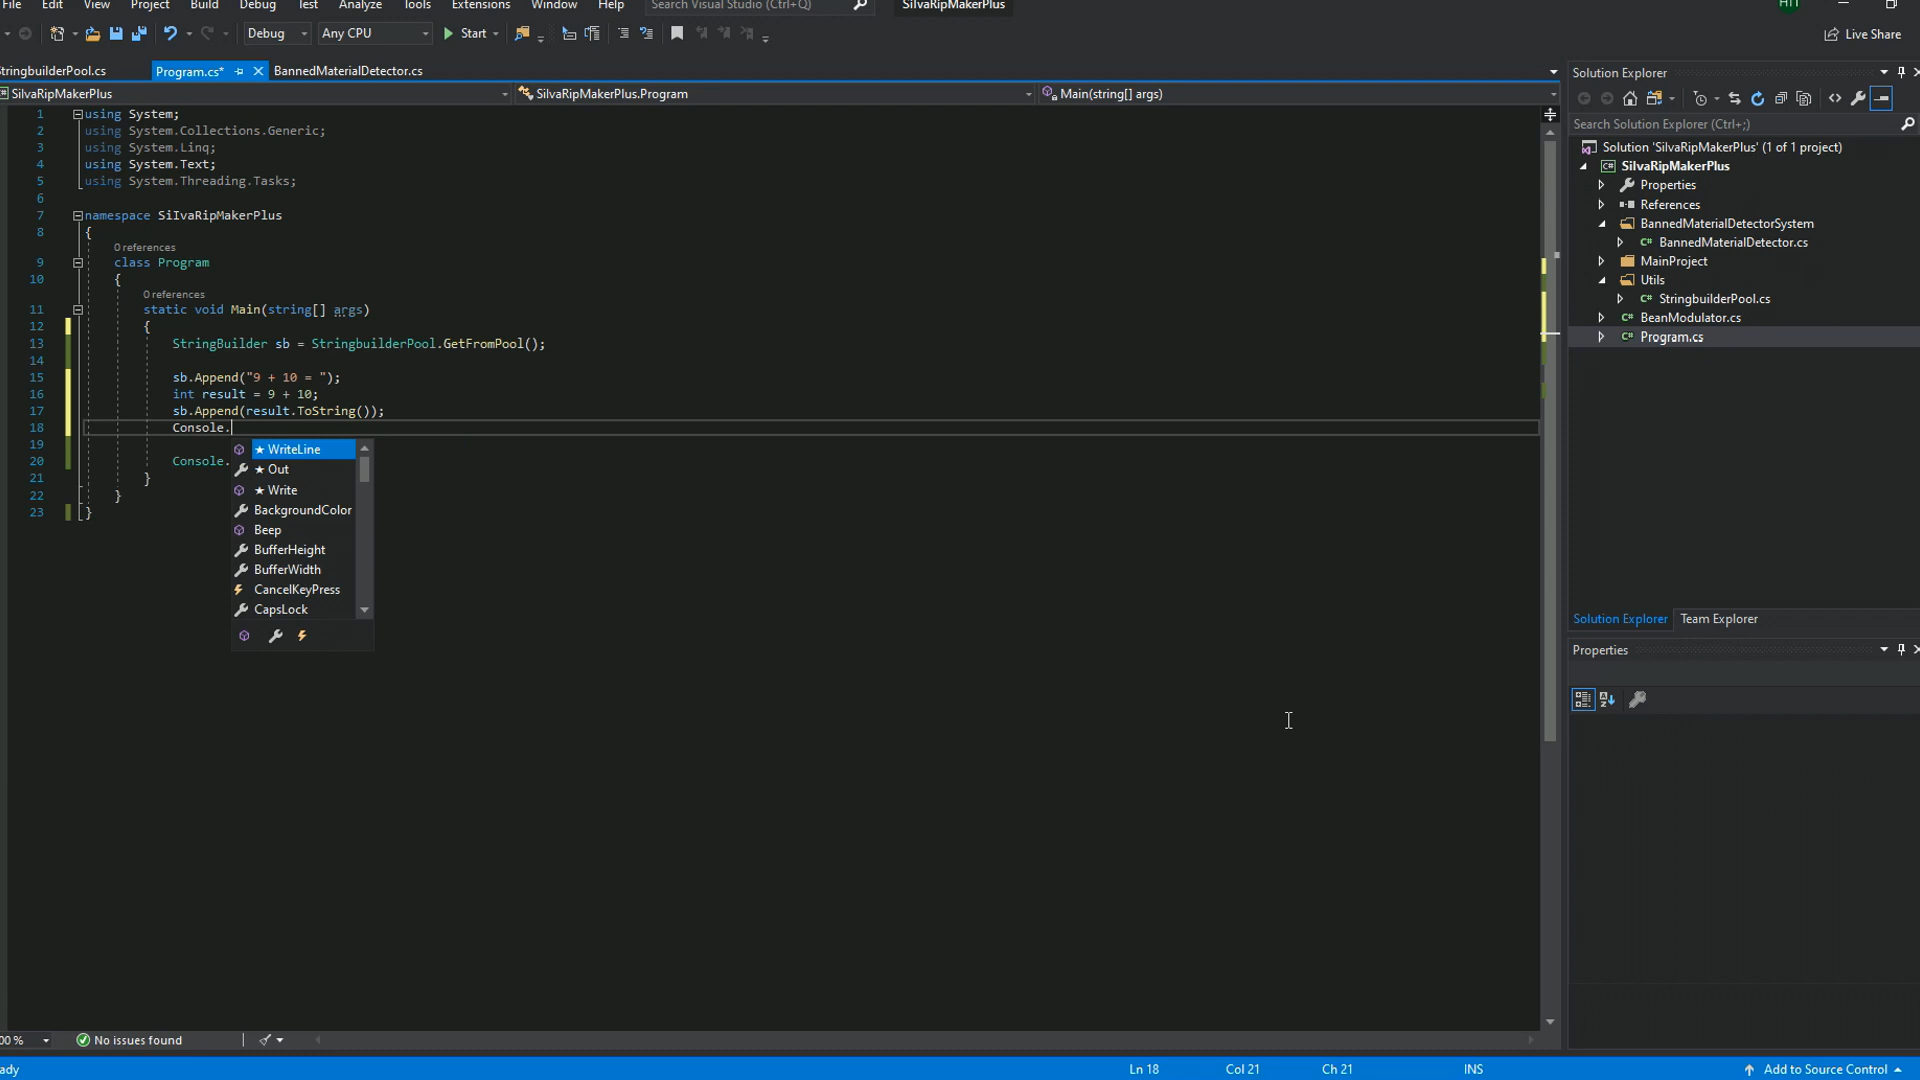 File Edit View Project Build Debug Test Analyze Tools Extensions Window Help Search Visual Studio (Ctrl+Q) SiIvaRipMakerPlus HIT
Debug Any CPU Start Live Share
tringbuilderPool.cs Program.cs* BannedMaterialDetector.cs
SiIvaRipMakerPlus SiIvaRipMakerPlus.Program Main(string[] args)
1 using System;
2 using System.Collections.Generic;
3 using System.Linq;
4 using System.Text;
5 using System.Threading.Tasks;
6
7 namespace SiIvaRipMakerPlus
8 {
0 references
9 class Program
10 {
0 references
11 static void Main(string[] args)
12 {
13 StringBuilder sb = StringbuilderPool.GetFromPool();
14
15 sb.Append("9 + 10 = ");
16 int result = 9 + 10;
17 sb.Append(result.ToString());
18 Console.
19
20 Console.
21 }
22 }
23 }
★ WriteLine
★ Out
★ Write
BackgroundColor
Beep
BufferHeight
BufferWidth
CancelKeyPress
CapsLock
Solution Explorer
Search Solution Explorer (Ctrl+;)
Solution 'SiIvaRipMakerPlus' (1 of 1 project)
SiIvaRipMakerPlus
Properties
References
BannedMaterialDetectorSystem
BannedMaterialDetector.cs
MainProject
Utils
StringbuilderPool.cs
BeanModulator.cs
Program.cs
Solution Explorer Team Explorer
Properties
00 % No issues found
ady Ln 18 Col 21 Ch 21 INS Add to Source Control